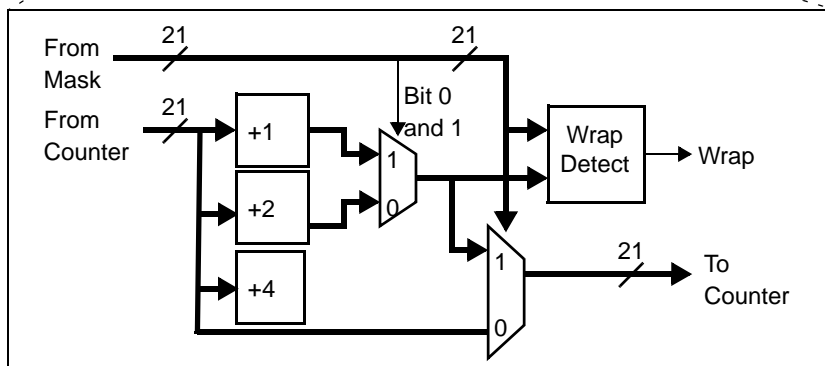 21
21
From
Mask
21
From
Counter
Bit 0
and 1
+1
1
0
Wrap
Detect
Wrap
+2
+4
1
0
21
To
Counter